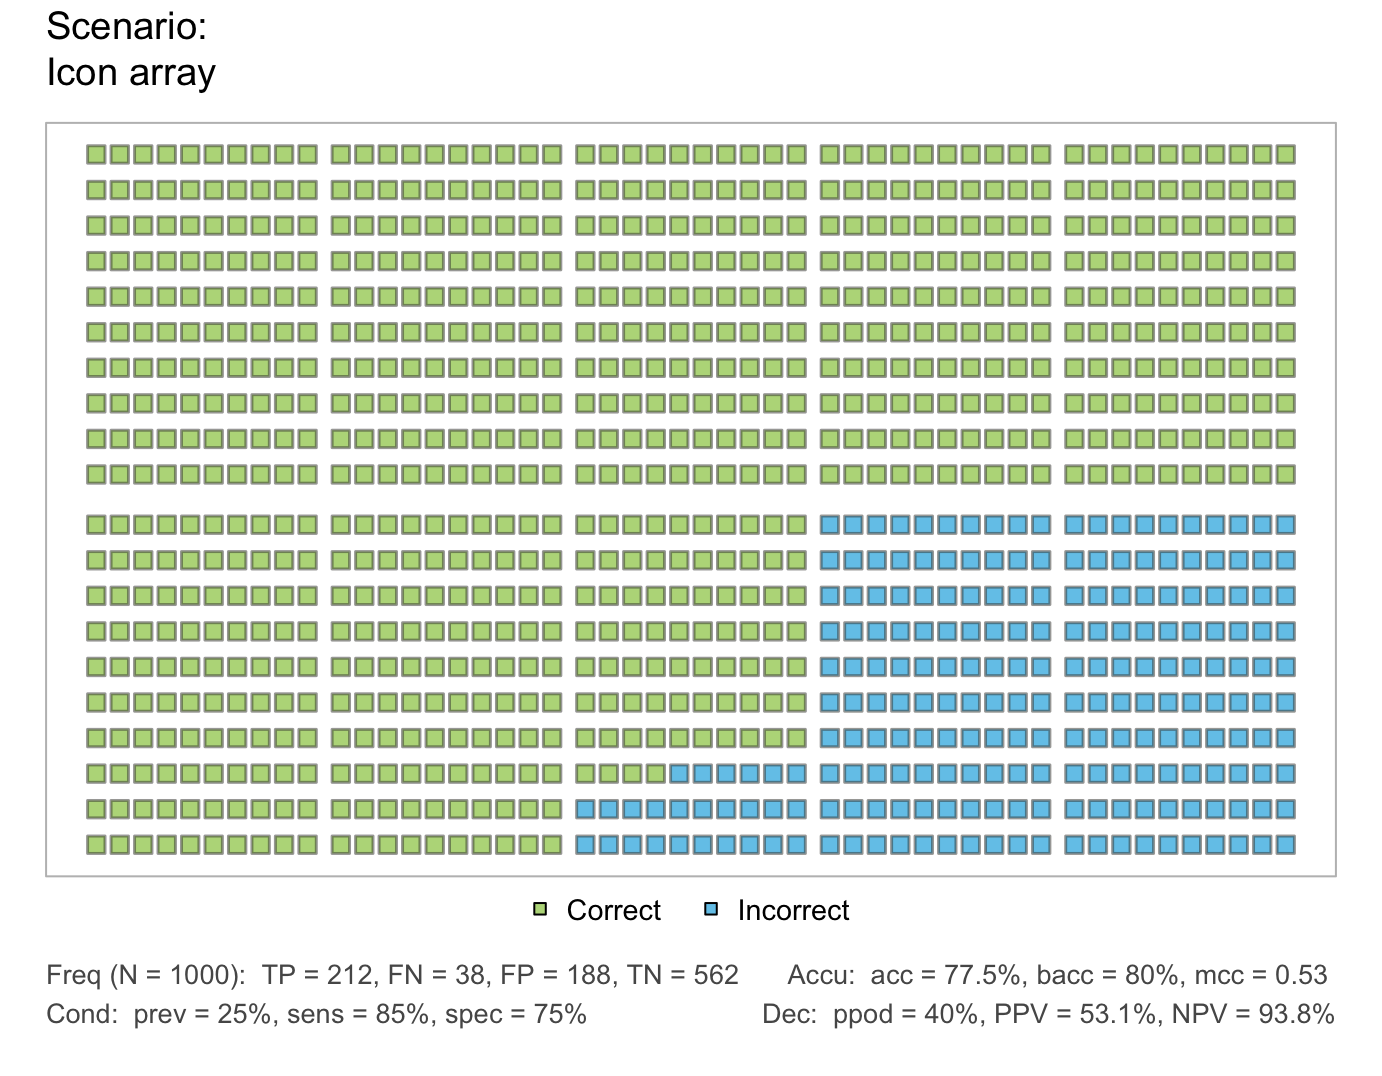 Scenario:
Icon array
Correct Incorrect
Freq (N = 1000): TP = 212, FN = 38, FP = 188, TN = 562 Accu: acc = 77.5%, bacc = 80%, mcc = 0.53
Cond: prev = 25%, sens = 85%, spec = 75% Dec: ppod = 40%, PPV = 53.1%, NPV = 93.8%